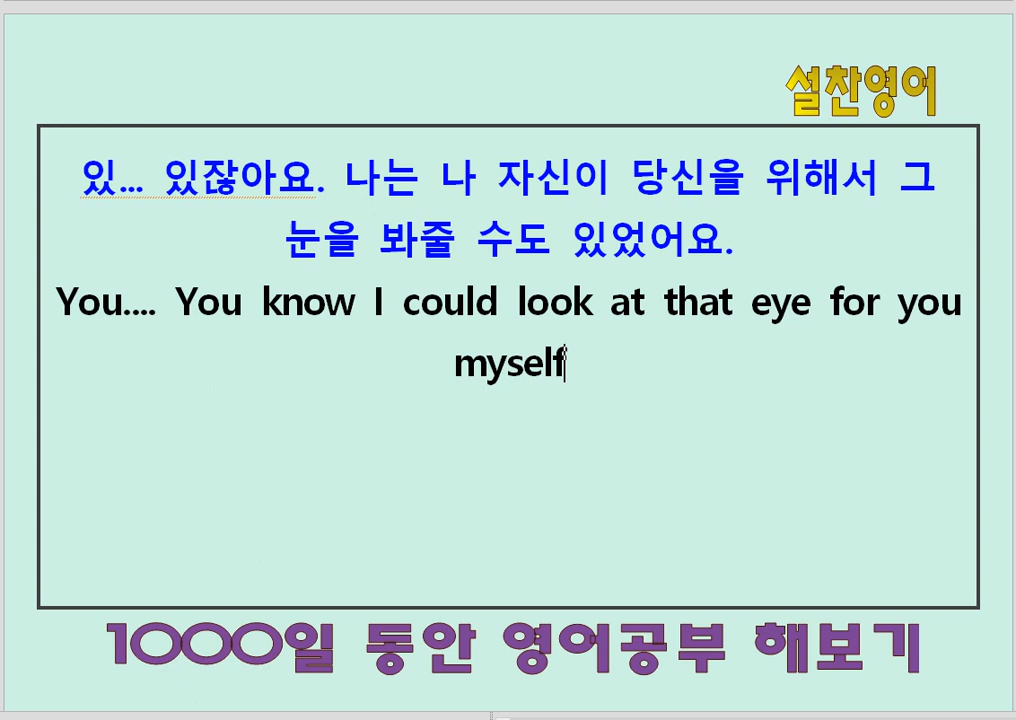 설찬영어
있... 있잖아요. 나는 나 자신이 당신을 위해서 그
눈을 봐줄 수도 있었어요.
You.... You know I could look at that eye for you
myself
1000일 동안 영어공부 해보기